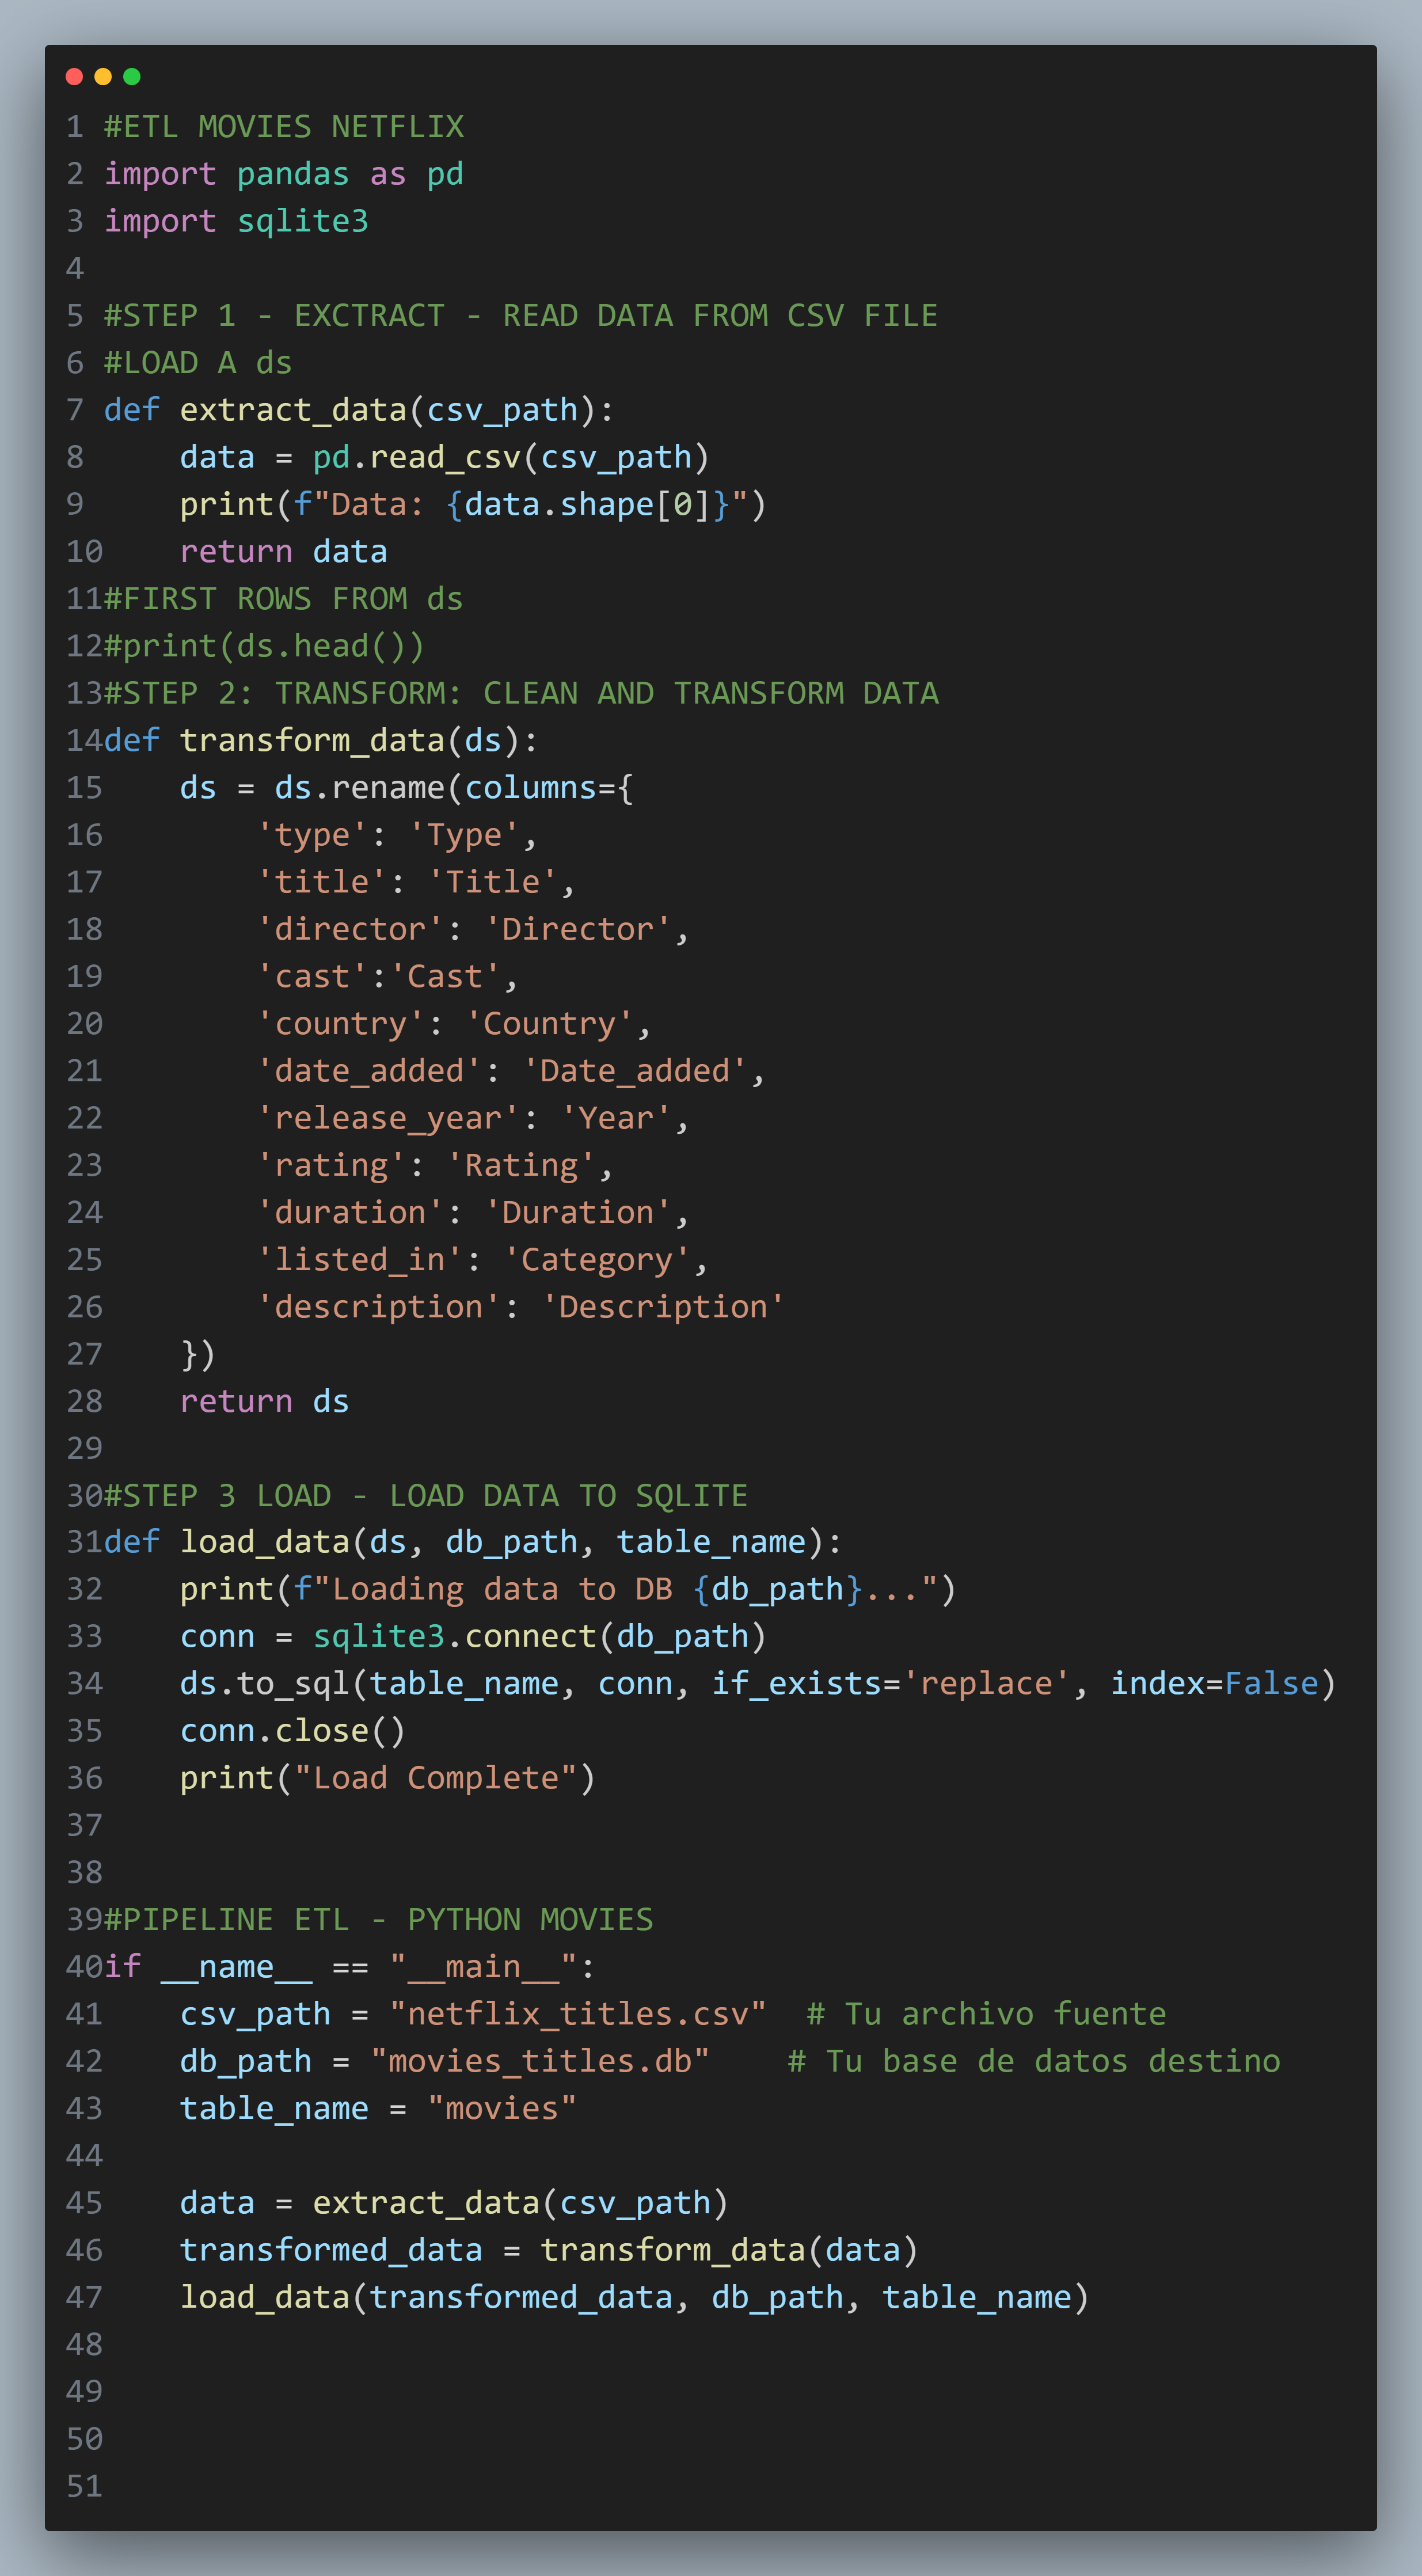 1 #ETL MOVIES NETFLIX
2 import pandas as pd
3 import sqlite3
4
5 #STEP 1 - EXCTRACT - READ DATA FROM CSV FILE
6 #LOAD A ds
7 def extract_data(csv_path):
8     data = pd.read_csv(csv_path)
9     print(f"Data: {data.shape[0]}")
10    return data
11#FIRST ROWS FROM ds
12#print(ds.head())
13#STEP 2: TRANSFORM: CLEAN AND TRANSFORM DATA
14def transform_data(ds):
15    ds = ds.rename(columns={
16        'type': 'Type',
17        'title': 'Title',
18        'director': 'Director',
19        'cast':'Cast',
20        'country': 'Country',
21        'date_added': 'Date_added',
22        'release_year': 'Year',
23        'rating': 'Rating',
24        'duration': 'Duration',
25        'listed_in': 'Category',
26        'description': 'Description'
27    })
28    return ds
29
30#STEP 3 LOAD - LOAD DATA TO SQLITE
31def load_data(ds, db_path, table_name):
32    print(f"Loading data to DB {db_path}...")
33    conn = sqlite3.connect(db_path)
34    ds.to_sql(table_name, conn, if_exists='replace', index=False)
35    conn.close()
36    print("Load Complete")
37
38
39#PIPELINE ETL - PYTHON MOVIES
40if __name__ == "__main__":
41    csv_path = "netflix_titles.csv"  # Tu archivo fuente
42    db_path = "movies_titles.db"    # Tu base de datos destino
43    table_name = "movies"
44
45    data = extract_data(csv_path)
46    transformed_data = transform_data(data)
47    load_data(transformed_data, db_path, table_name)
48
49
50
51